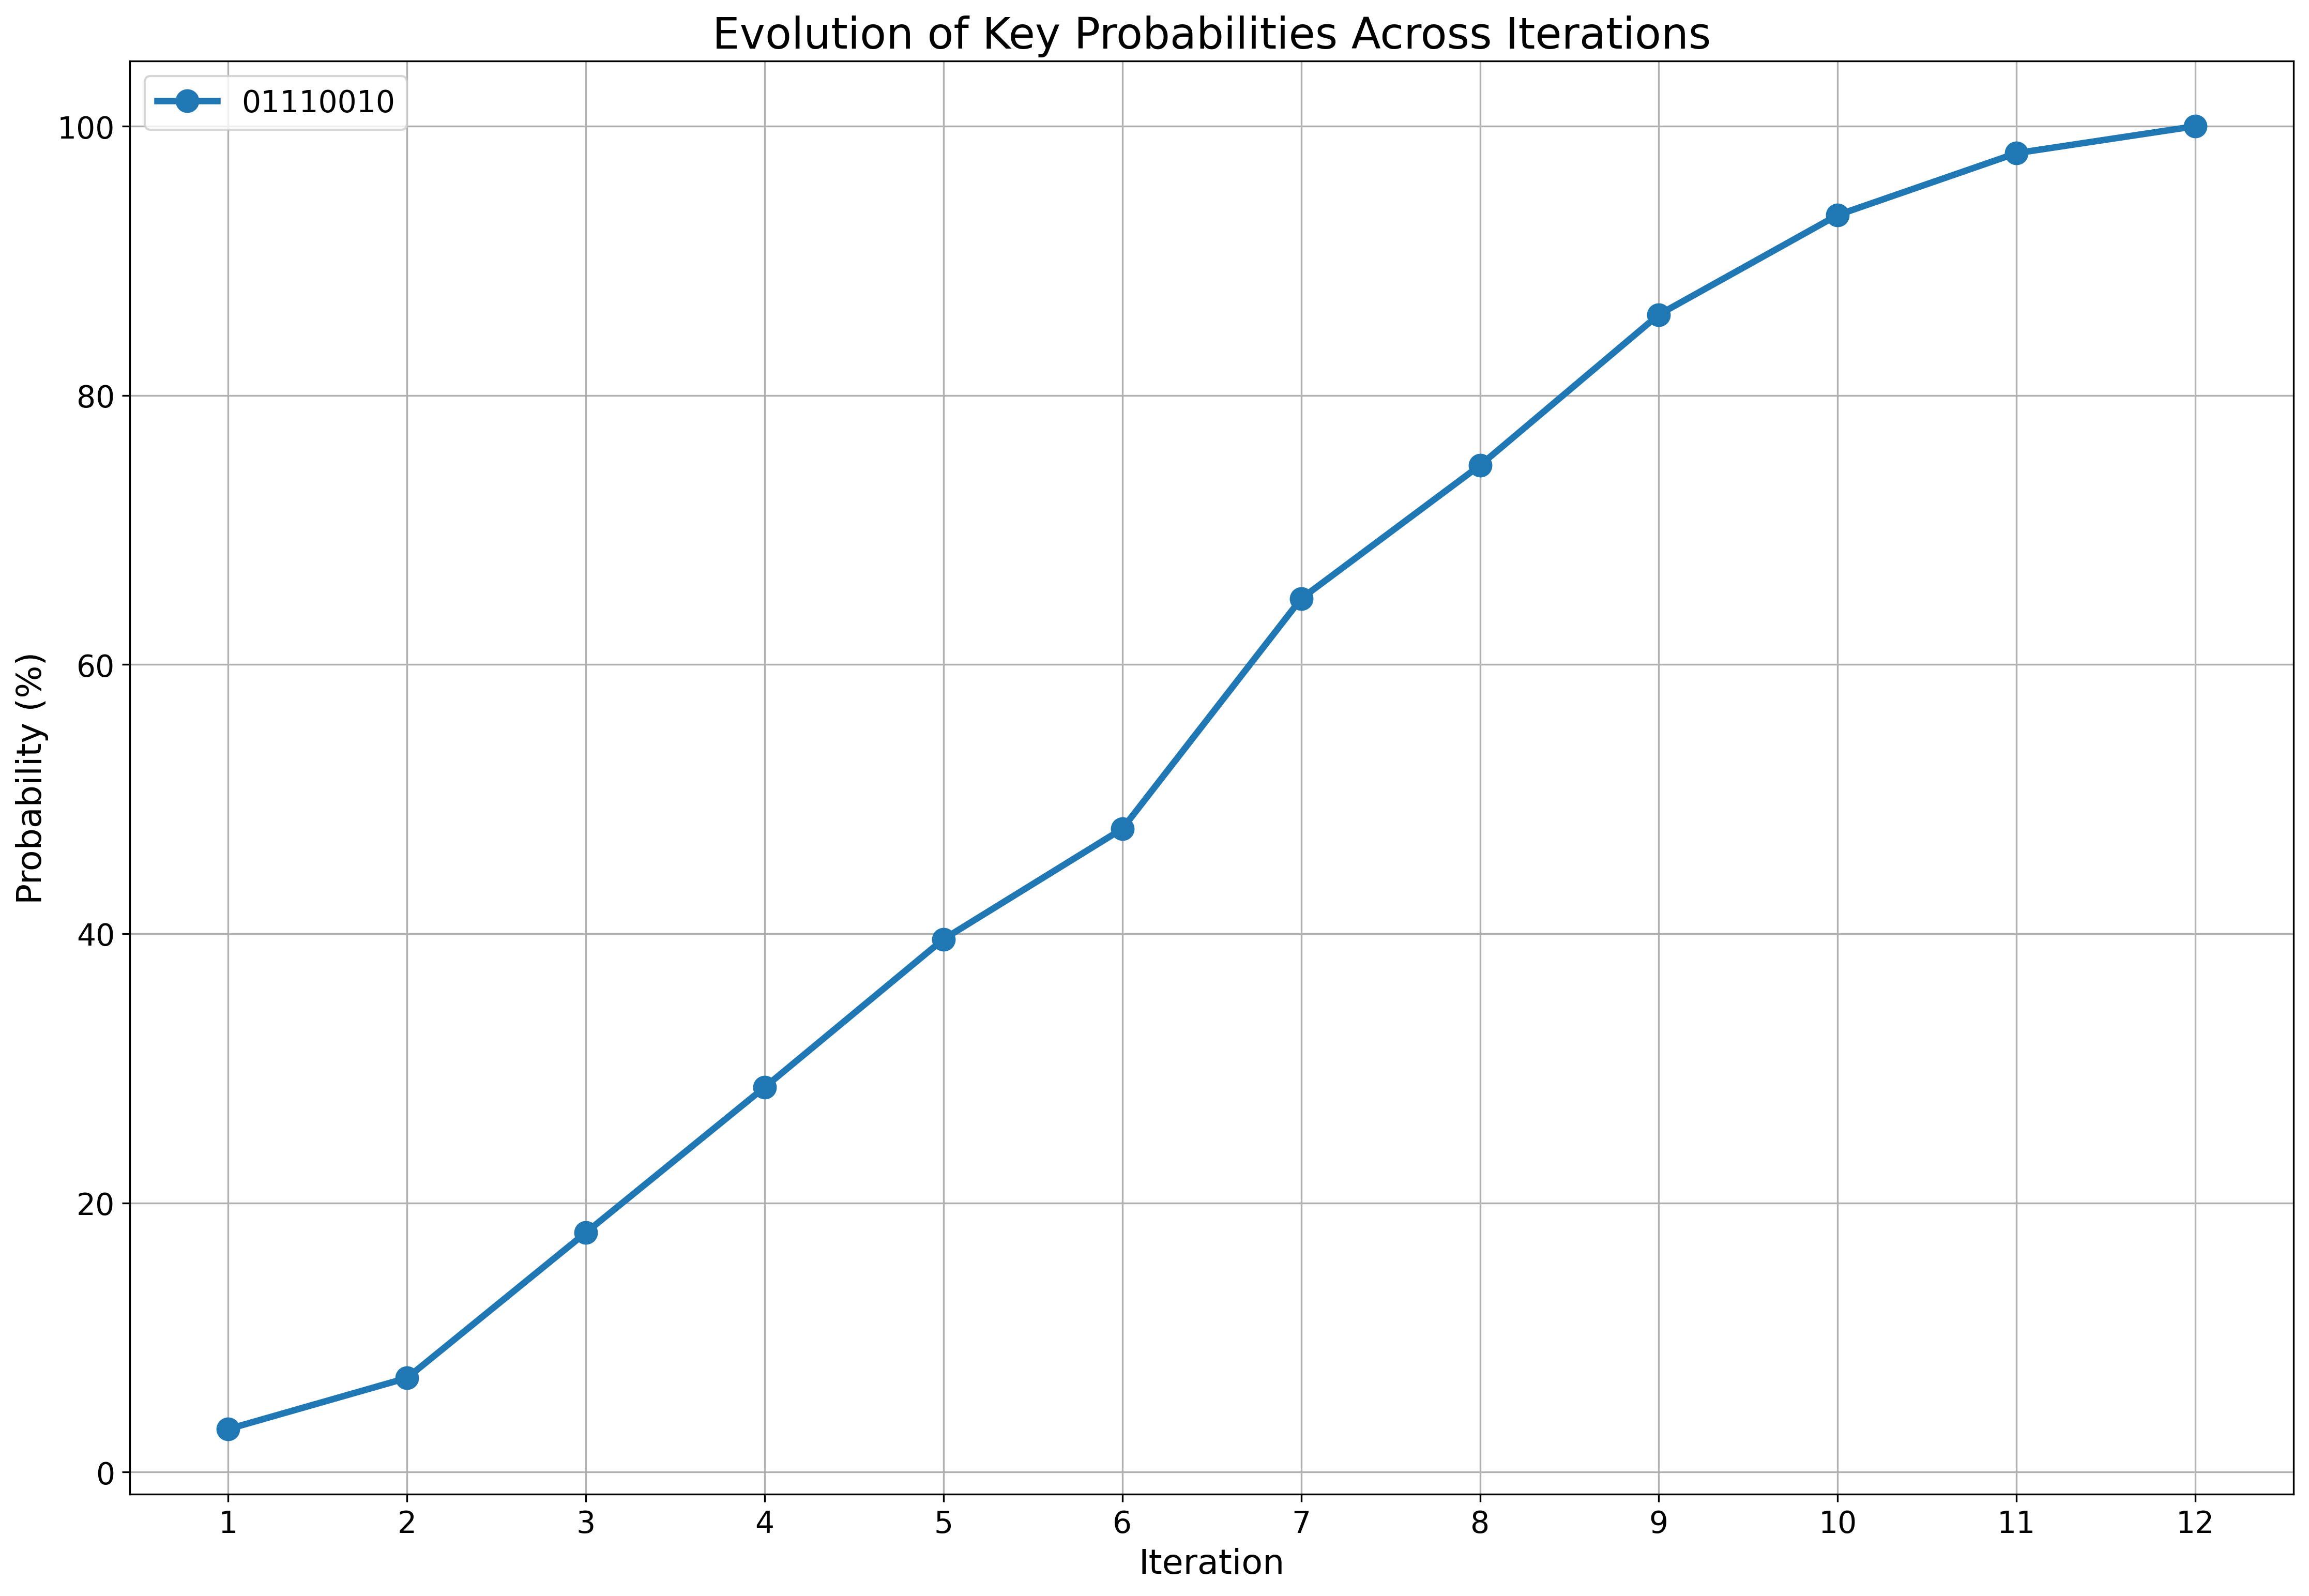 Evolution of Key Probabilities Across Iterations
01110010
100
80
60
40
20
0
Probability (%)
1 2 3 4 5 6 7 8 9 10 11 12
Iteration